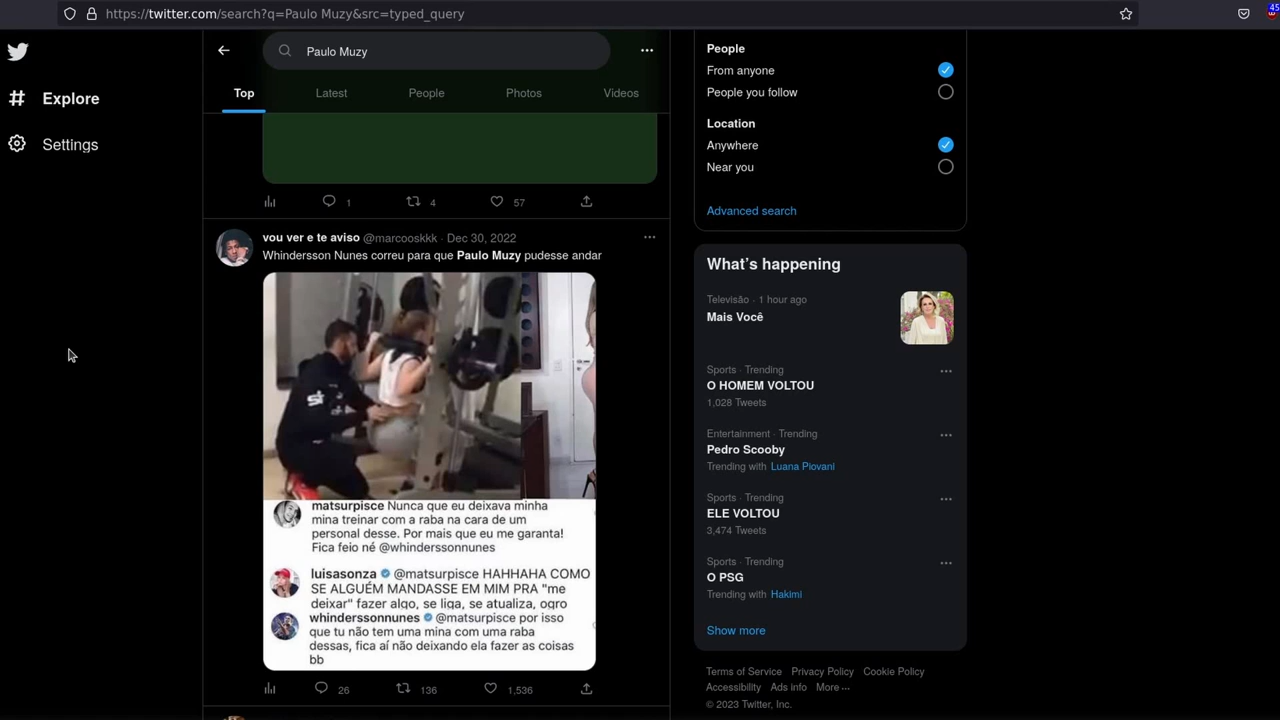 https://twitter.com/search?q=Paulo Muzy&src=typed_query
45
Explore
Settings
Paulo Muzy
Top
Latest
People
Photos
Videos
1
4
57
vou ver e te aviso @marcooskkk · Dec 30, 2022
Whindersson Nunes correu para que Paulo Muzy pudesse andar
matsurpisce Nunca que eu deixava minha
mina treinar com a raba na cara de um
personal desse. Por mais que eu me garanta!
Fica feio né @whinderssonnunes
luisasonza @matsurpisce HAHHAHA COMO
SE ALGUÉM MANDASSE EM MIM PRA "me
deixar" fazer algo, se liga, se atualiza, ogro
whinderssonnunes @matsurpisce por isso
que tu não tem uma mina com uma raba
dessas, fica aí não deixando ela fazer as coisas
bb
26
136
1,536
People
From anyone
People you follow
Location
Anywhere
Near you
Advanced search
What's happening
Televisão · 1 hour ago
Mais Você
Sports · Trending
O HOMEM VOLTOU
1,028 Tweets
Entertainment · Trending
Pedro Scooby
Trending with Luana Piovani
Sports · Trending
ELE VOLTOU
3,474 Tweets
Sports · Trending
O PSG
Trending with Hakimi
Show more
Terms of Service Privacy Policy Cookie Policy
Accessibility Ads info More ···
© 2023 Twitter, Inc.